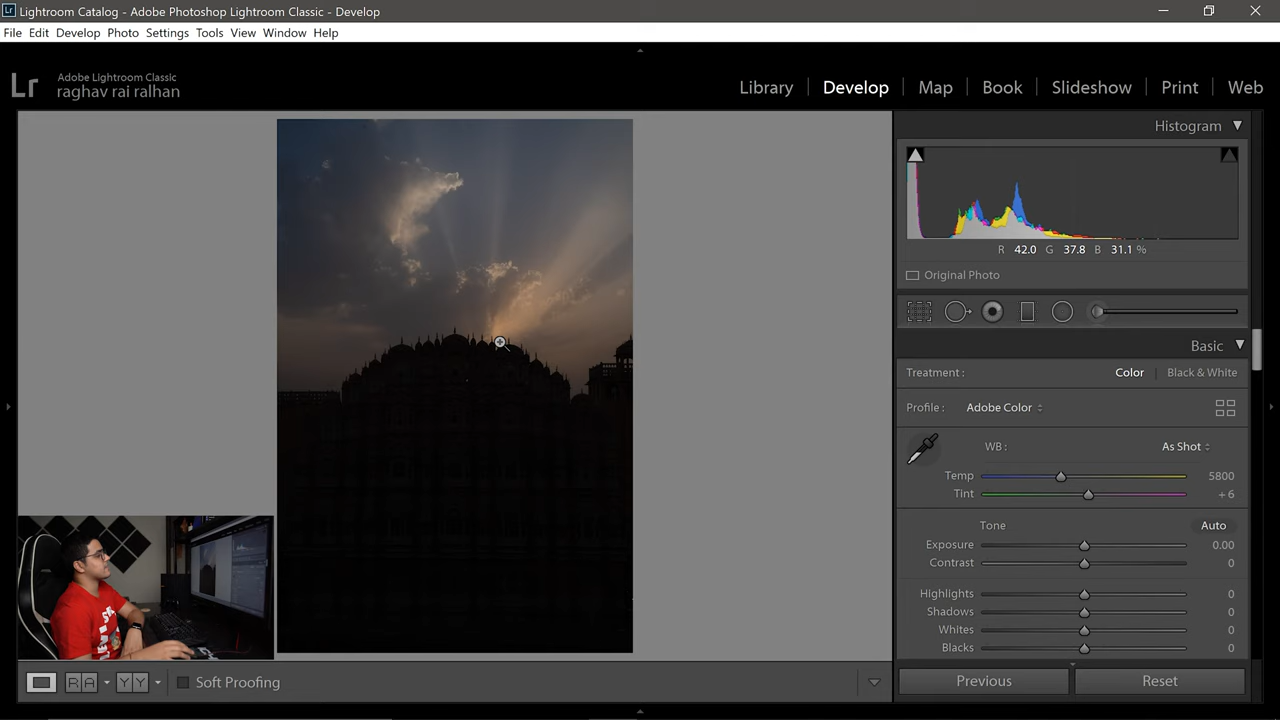 Lr Lightroom Catalog - Adobe Photoshop Lightroom Classic - Develop
File Edit Develop Photo Settings Tools View Window Help
Lr
Adobe Lightroom Classic
raghav rai ralhan
Library | Develop | Map | Book | Slideshow | Print | Web
Histogram
R 42.0 G 37.8 B 31.1 %
Original Photo
Basic
Treatment : Color | Black & White
Profile : Adobe Color
WB : As Shot
Temp 5800
Tint + 6
Tone Auto
Exposure 0.00
Contrast 0
Highlights 0
Shadows 0
Whites 0
Blacks 0
R A Y Y Soft Proofing
Previous Reset